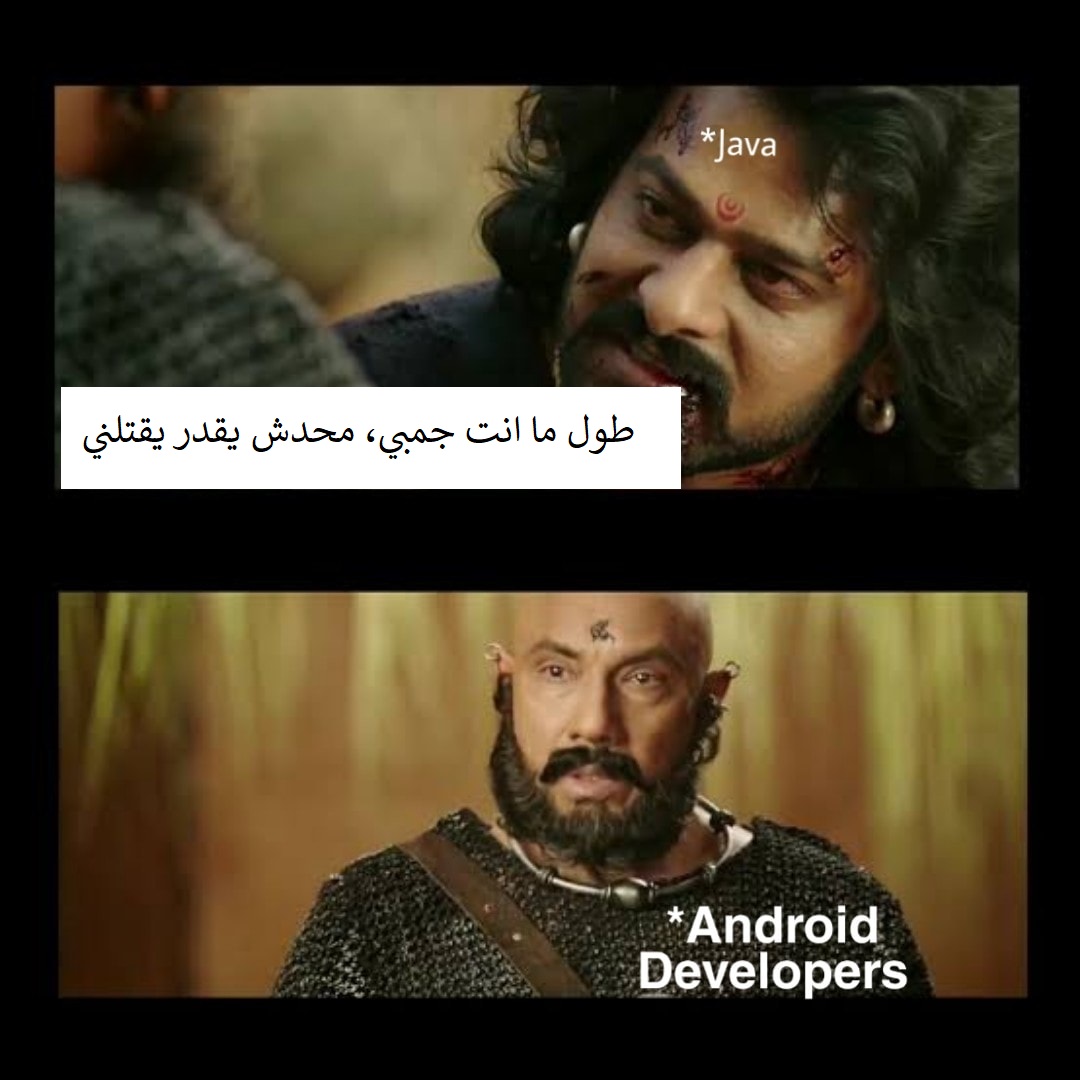 *Java
طول ما انت جمبي، محدش يقدر يقتلني
*Android
Developers